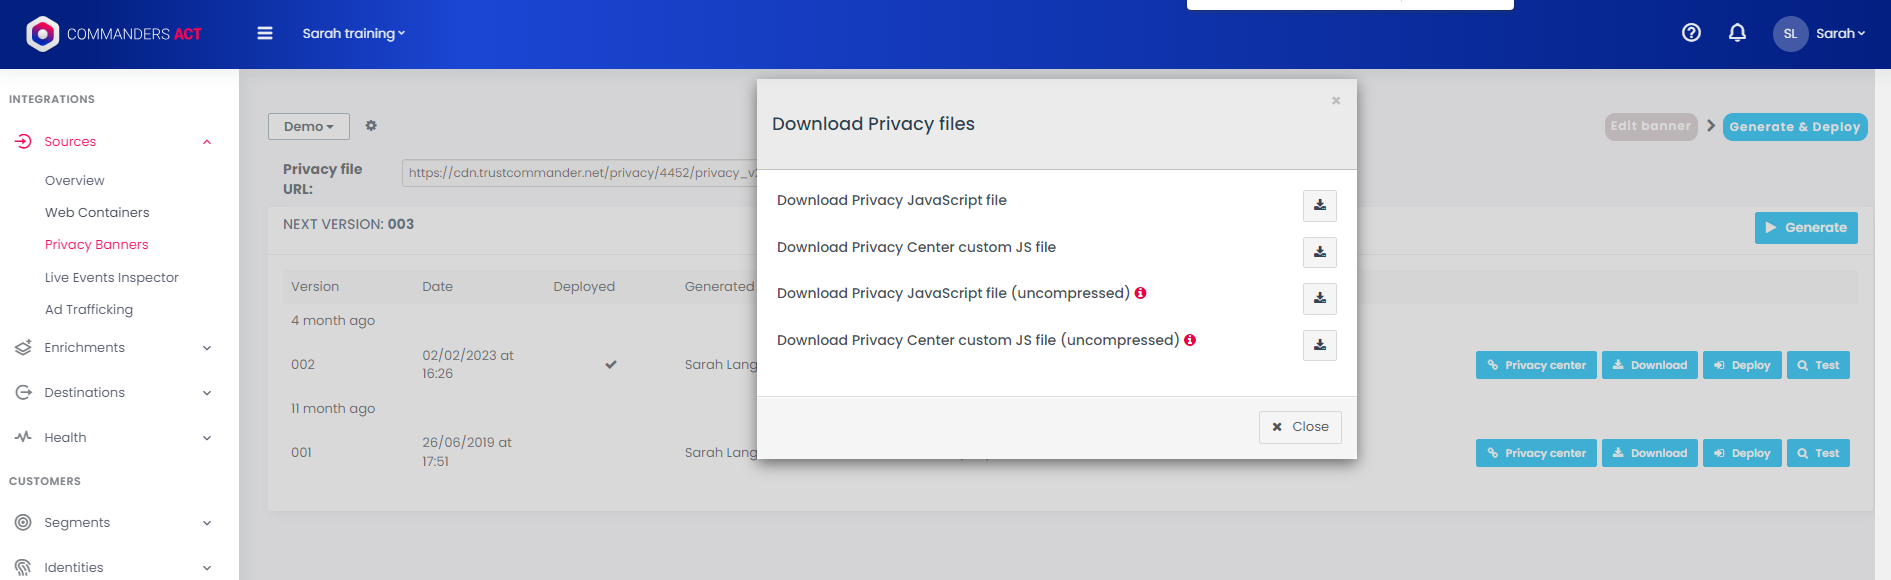 COMMANDERS ACT
Sarah training
SL
Sarah
INTEGRATIONS
Sources
Overview
Web Containers
Privacy Banners
Live Events Inspector
Ad Trafficking
Enrichments
Destinations
Health
CUSTOMERS
Segments
Identities
Demo
Edit banner
Generate & Deploy
Privacy file
URL:
https://cdn.trustcommander.net/privacy/4452/privacy_v
NEXT VERSION: 003
Generate
Version Date Deployed Generated
4 month ago
002
02/02/2023 at
16:26
Sarah Lang
Privacy center Download Deploy Test
11 month ago
001
26/06/2019 at
17:51
Sarah Lang
Privacy center Download Deploy Test
Download Privacy files
Download Privacy JavaScript file
Download Privacy Center custom JS file
Download Privacy JavaScript file (uncompressed)
Download Privacy Center custom JS file (uncompressed)
Close